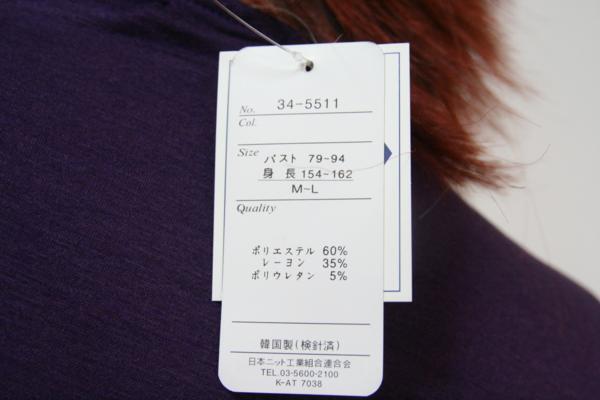 No. 34-5511
Col.
Size バスト 79~94
身長 154~162
M~L
Quality
ポリエステル 60%
レーヨン 35%
ポリウレタン 5%
韓国製(検針済)
日本ニット工業組合連合会
TEL.03-5600-2100
K-AT 7038